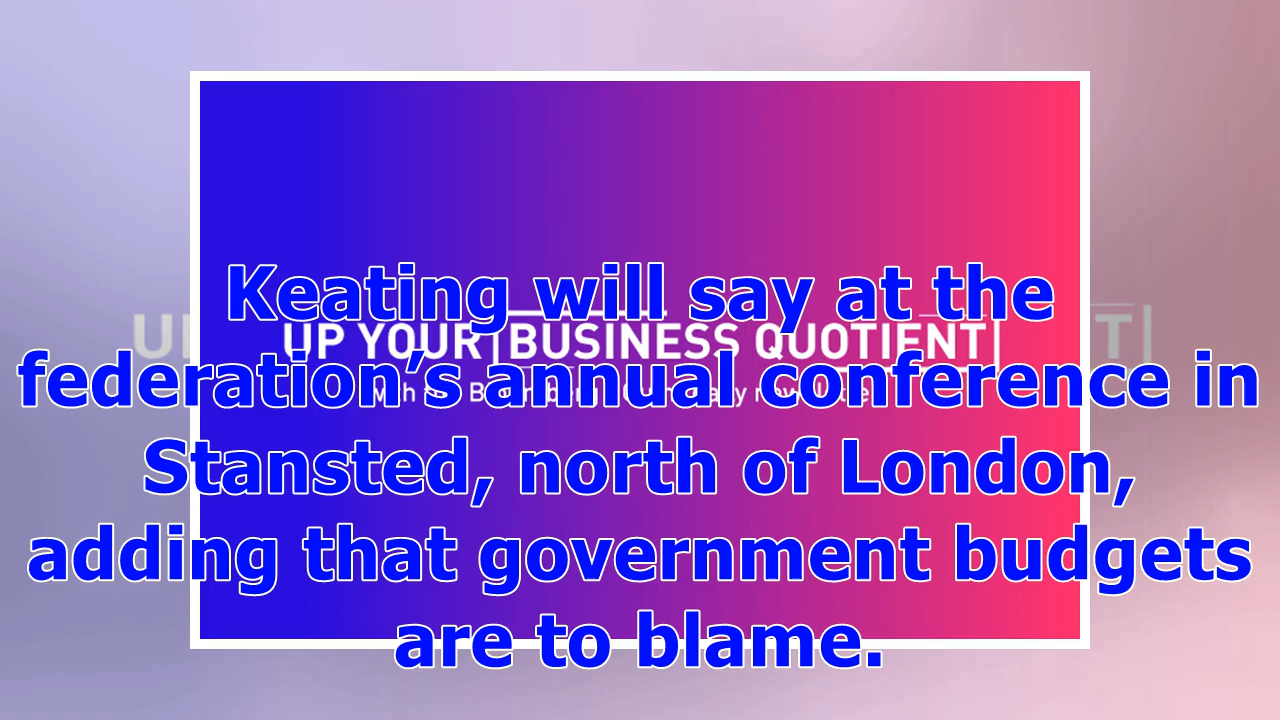 Keating will say at the
UP YOUR BUSINESS QUOTIENT
federation’s annual conference in
Stansted, north of London,
adding that government budgets
are to blame.